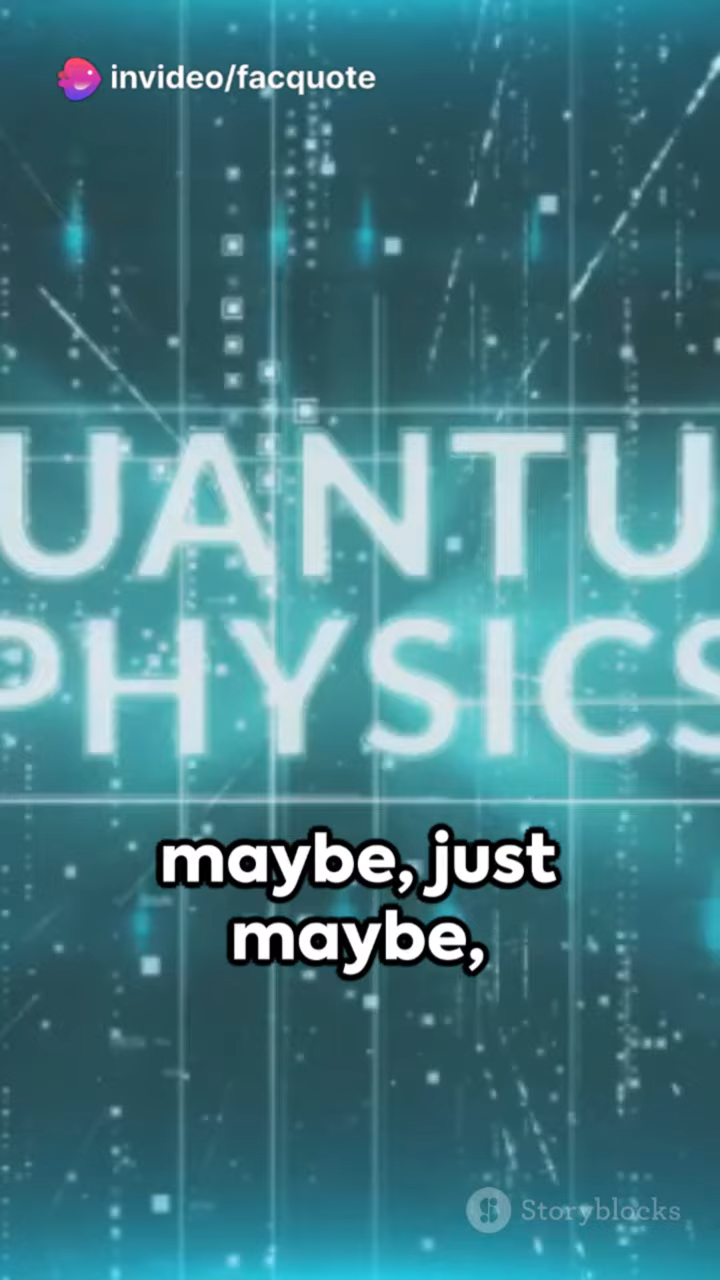 invideo/facquote
UANTU
PHYSICS
maybe, just
maybe,
Storyblocks